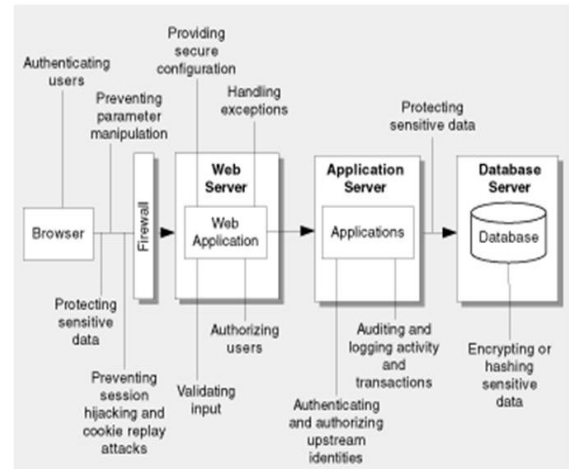 Providing
secure
configuration
Authenticating
users
Preventing
parameter
manipulation
Handling
exceptions
Protecting
sensitive data
Browser
Firewall
Web
Server
Web
Application
Application
Server
Applications
Database
Server
Database
Protecting
sensitive
data
Preventing
session
hijacking and
cookie replay
attacks
Validating
input
Authorizing
users
Authenticating
and authorizing
upstream
identities
Auditing and
logging activity
and
transactions
Encrypting or
hashing
sensitive
data